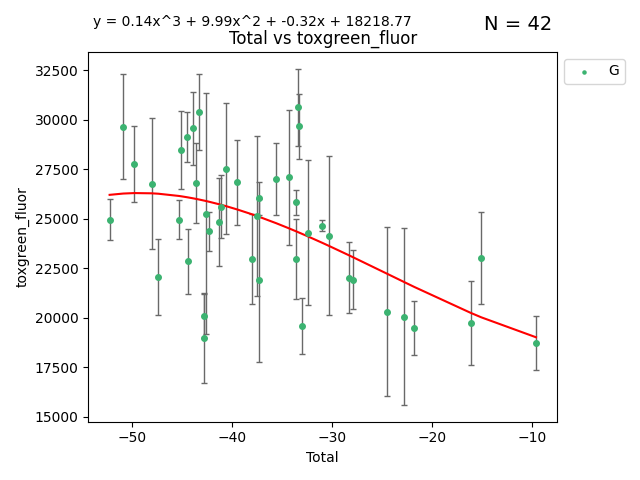 y = 0.14x^3 + 9.99x^2 + -0.32x + 18218.77
N = 42
Total vs toxgreen_fluor
G
32500
30000
27500
25000
22500
20000
17500
15000
toxgreen_fluor
−50
−40
−30
−20
−10
Total